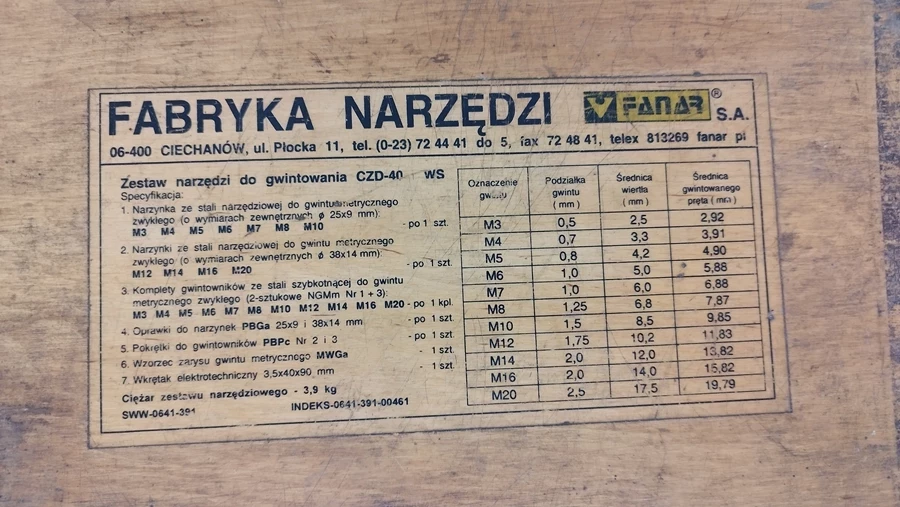 FABRYKA NARZĘDZI FANAR® S.A.
06-400 CIECHANÓW, ul. Płocka 11, tel. (0-23) 72 44 41 do 5, fax 72 48 41, telex 813269 fanar pl
Zestaw narzędzi do gwintowania CZD-40 WS
Specyfikacja:
1. Narzynka ze stali narzędziowej do gwintu metrycznego
zwykłego (o wymiarach zewnętrznych ø 25x9 mm):
M3 M4 M5 M6 M7 M8 M10 - po 1 szt.
2. Narzynki ze stali narzędziowej do gwintu metrycznego
zwykłego (o wymiarach zewnętrznych ø 38x14 mm):
M12 M14 M16 M20 - po 1 szt.
3. Komplety gwintowników ze stali szybkotnącej do gwintu
metrycznego zwykłego (2-sztukowe NGMm Nr 1 + 3):
M3 M4 M5 M6 M7 M8 M10 M12 M14 M16 M20 - po 1 kpl.
4. Oprawki do narzynek PBGa 25x9 i 38x14 mm - po 1 szt.
5. Pokrętki do gwintowników PBPc Nr 2 i 3 - po 1 szt.
6. Wzorzec zarysu gwintu metrycznego MWGa - 1 szt.
7. Wkrętak elektrotechniczny 3,5x40x90 mm - 1 szt.
Ciężar zestawu narzędziowego - 3,9 kg
SWW-0641-391 INDEKS-0641-391-00461
Oznaczenie gwintu Podziałka gwintu (mm) Średnica wiertła (mm) Średnica gwintowanego pręta (mm)
M3 0,5 2,5 2,92
M4 0,7 3,3 3,91
M5 0,8 4,2 4,90
M6 1,0 5,0 5,88
M7 1,0 6,0 6,88
M8 1,25 6,8 7,87
M10 1,5 8,5 9,85
M12 1,75 10,2 11,83
M14 2,0 12,0 13,82
M16 2,0 14,0 15,82
M20 2,5 17,5 19,79